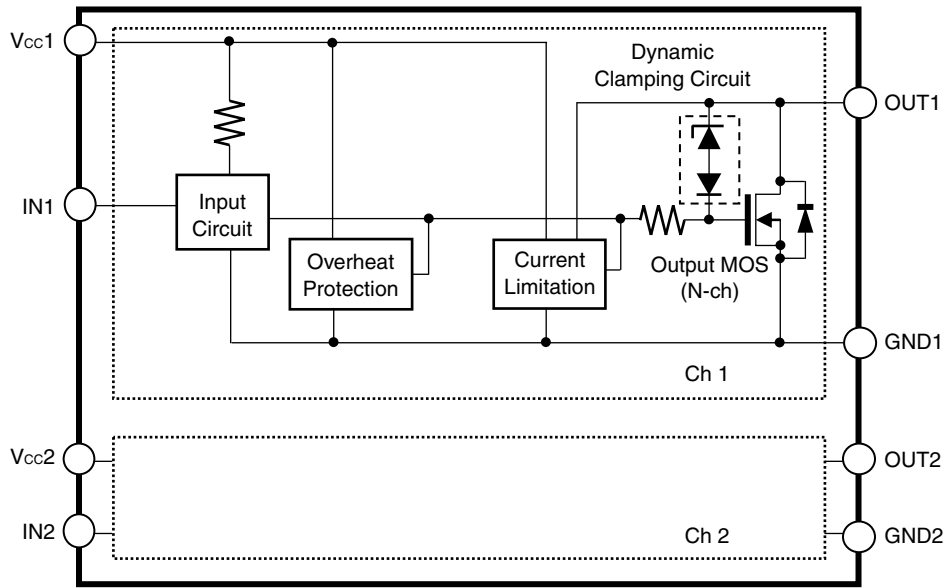 Vcc1
Dynamic
Clamping Circuit
OUT1
IN1
Input
Circuit
Overheat
Protection
Current
Limitation
Output MOS
(N-ch)
GND1
Ch 1
Vcc2
OUT2
IN2
Ch 2
GND2